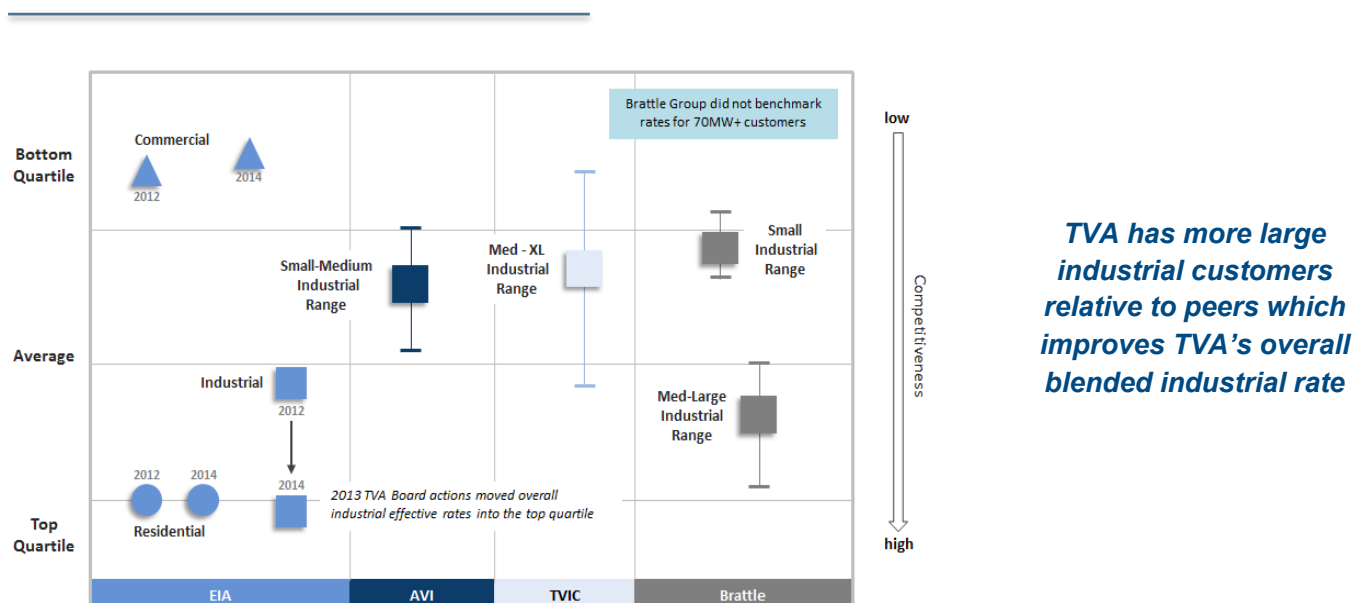 Brattle Group did not benchmark
rates for 70MW+ customers
low
Commercial
Bottom
Quartile
2012
2014
Small
Industrial
Range
Med - XL
Industrial
Range
Small-Medium
Industrial
Range
TVA has more large
industrial customers
relative to peers which
improves TVA's overall
blended industrial rate
Competitiveness
Average
Industrial
2012
Med-Large
Industrial
Range
2012
2014
2014
2013 TVA Board actions moved overall
industrial effective rates into the top quartile
Residential
Top
Quartile
high
EIA
AVI
TVIC
Brattle